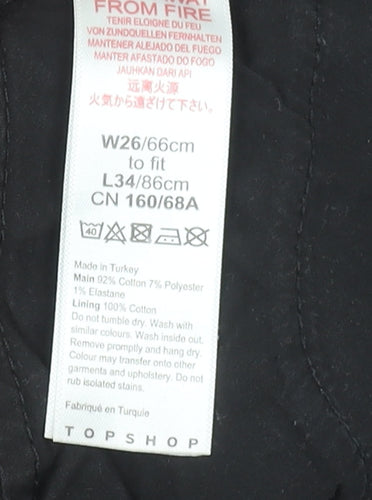 FROM FIRE
TENIR ELOIGNE DU FEU
VON ZUNDQUELLEN FERNHALTEN
MANTENER ALEJADO DEL FUEGO
MANTER AFASTADO DO FOGO
JAUHKAN DARI API
远离火源
火気から遠ざけて下さい。
W26/66cm
to fit
L34/86cm
CN 160/68A
40
Made in Turkey
Main 92% Cotton 7% Polyester
1% Elastane
Lining 100% Cotton
Do not tumble dry. Wash with
similar colours. Wash inside out.
Remove promptly and hang dry.
Colour may transfer onto other
garments and upholstery. Do not
rub isolated stains.
Fabriqué en Turquie
TOPSHOP